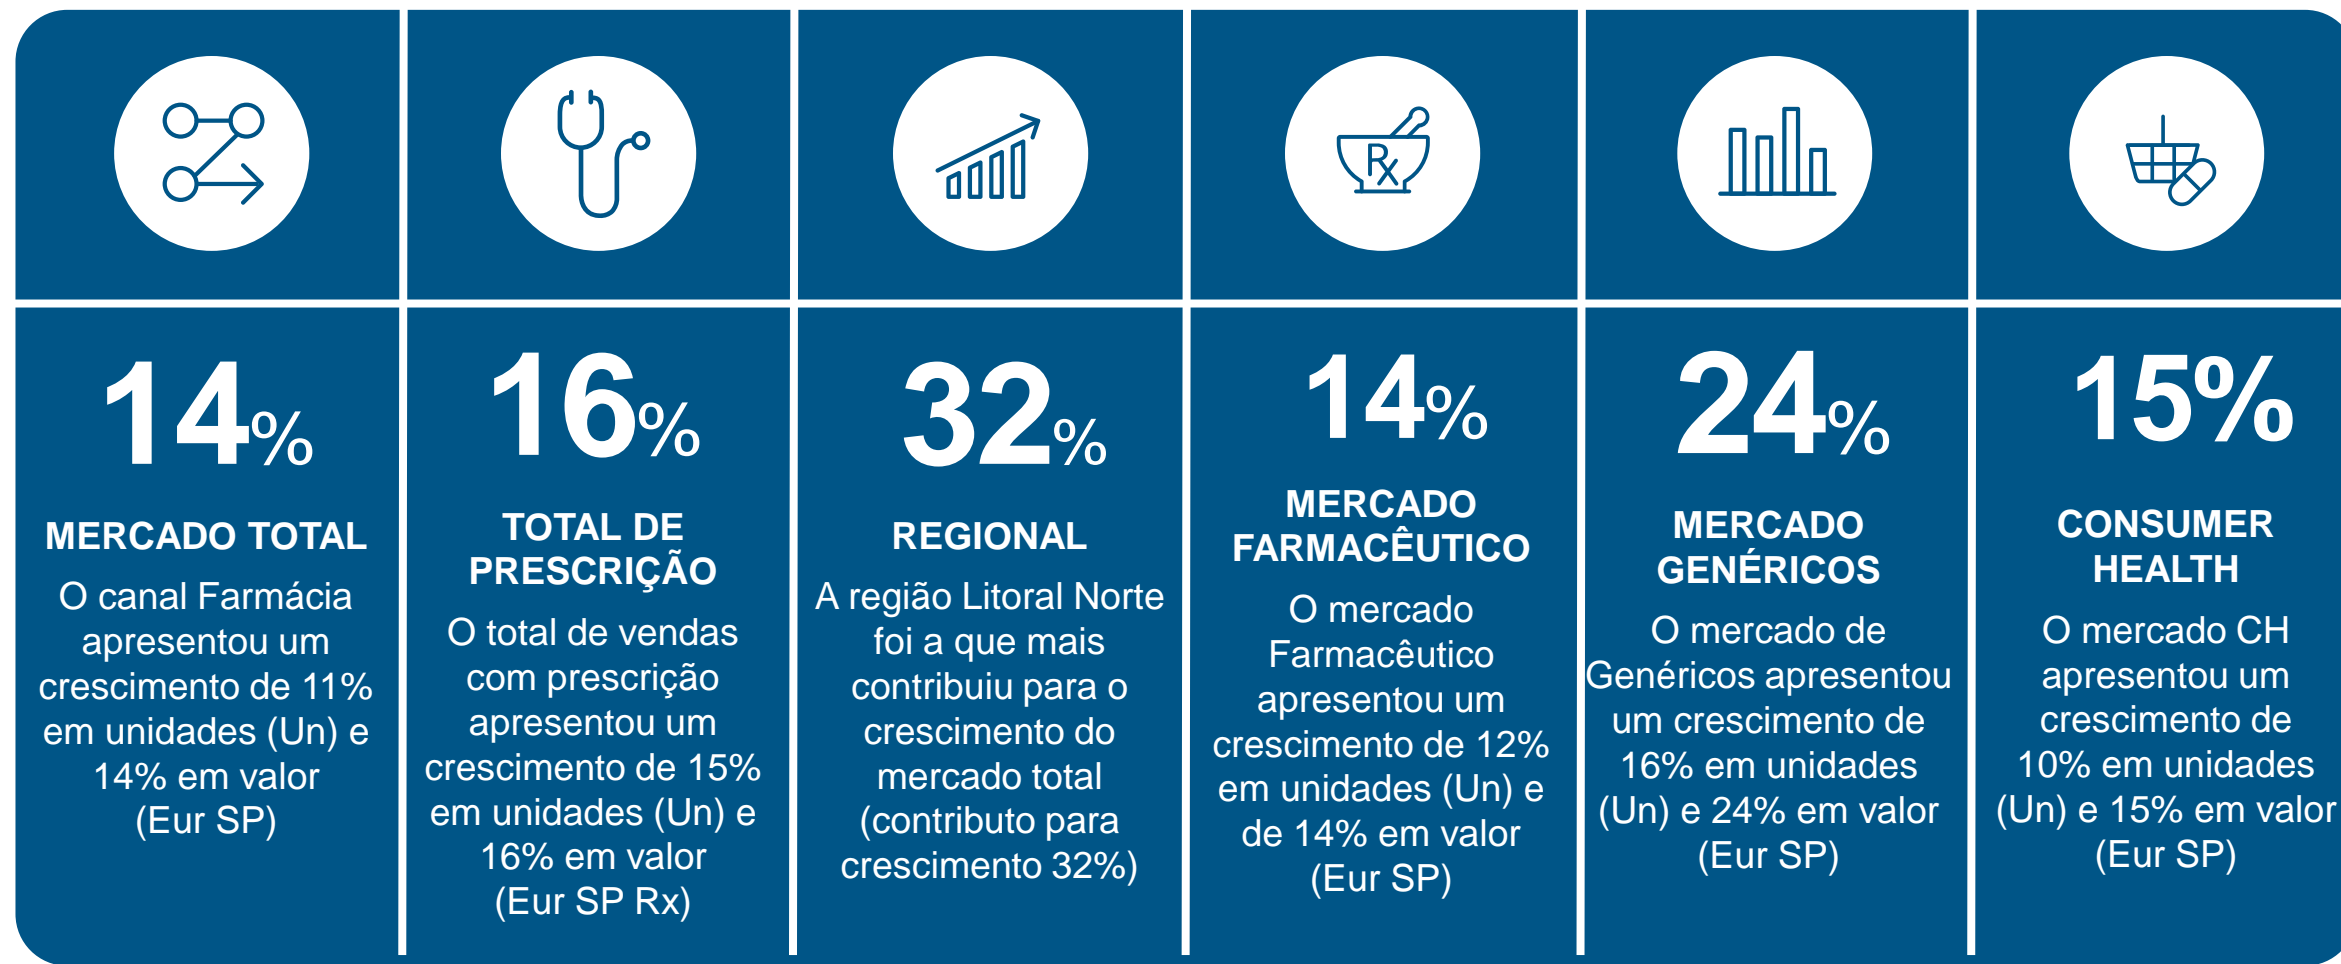 Rx
14%
MERCADO TOTAL
O canal Farmácia
apresentou um
crescimento de 11%
em unidades (Un) e
14% em valor
(Eur SP)
16%
TOTAL DE
PRESCRIÇÃO
O total de vendas
com prescrição
apresentou um
crescimento de 15%
em unidades (Un) e
16% em valor
(Eur SP Rx)
32%
REGIONAL
A região Litoral Norte
foi a que mais
contribuiu para o
crescimento do
mercado total
(contributo para
crescimento 32%)
14%
MERCADO
FARMACÊUTICO
O mercado
Farmacêutico
apresentou um
crescimento de 12%
em unidades (Un) e
de 14% em valor
(Eur SP)
24%
MERCADO
GENÉRICOS
O mercado de
Genéricos apresentou
um crescimento de
16% em unidades
(Un) e 24% em valor
(Eur SP)
15%
CONSUMER
HEALTH
O mercado CH
apresentou um
crescimento de
10% em unidades
(Un) e 15% em valor
(Eur SP)